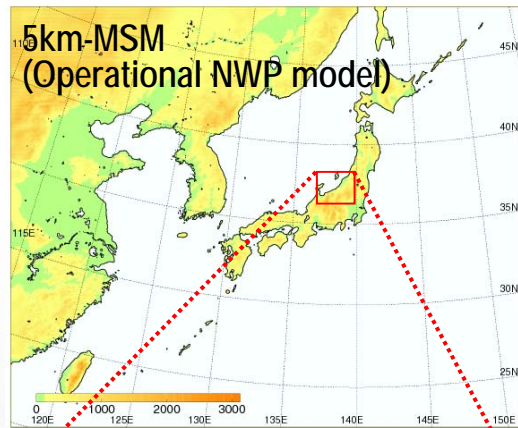 5km-MSM
(Operational NWP model)
110E
45N
40N
115E
35N
30N
25N
0 1000 2000 3000
120E 125E 130E 135E 140E 145E 150E